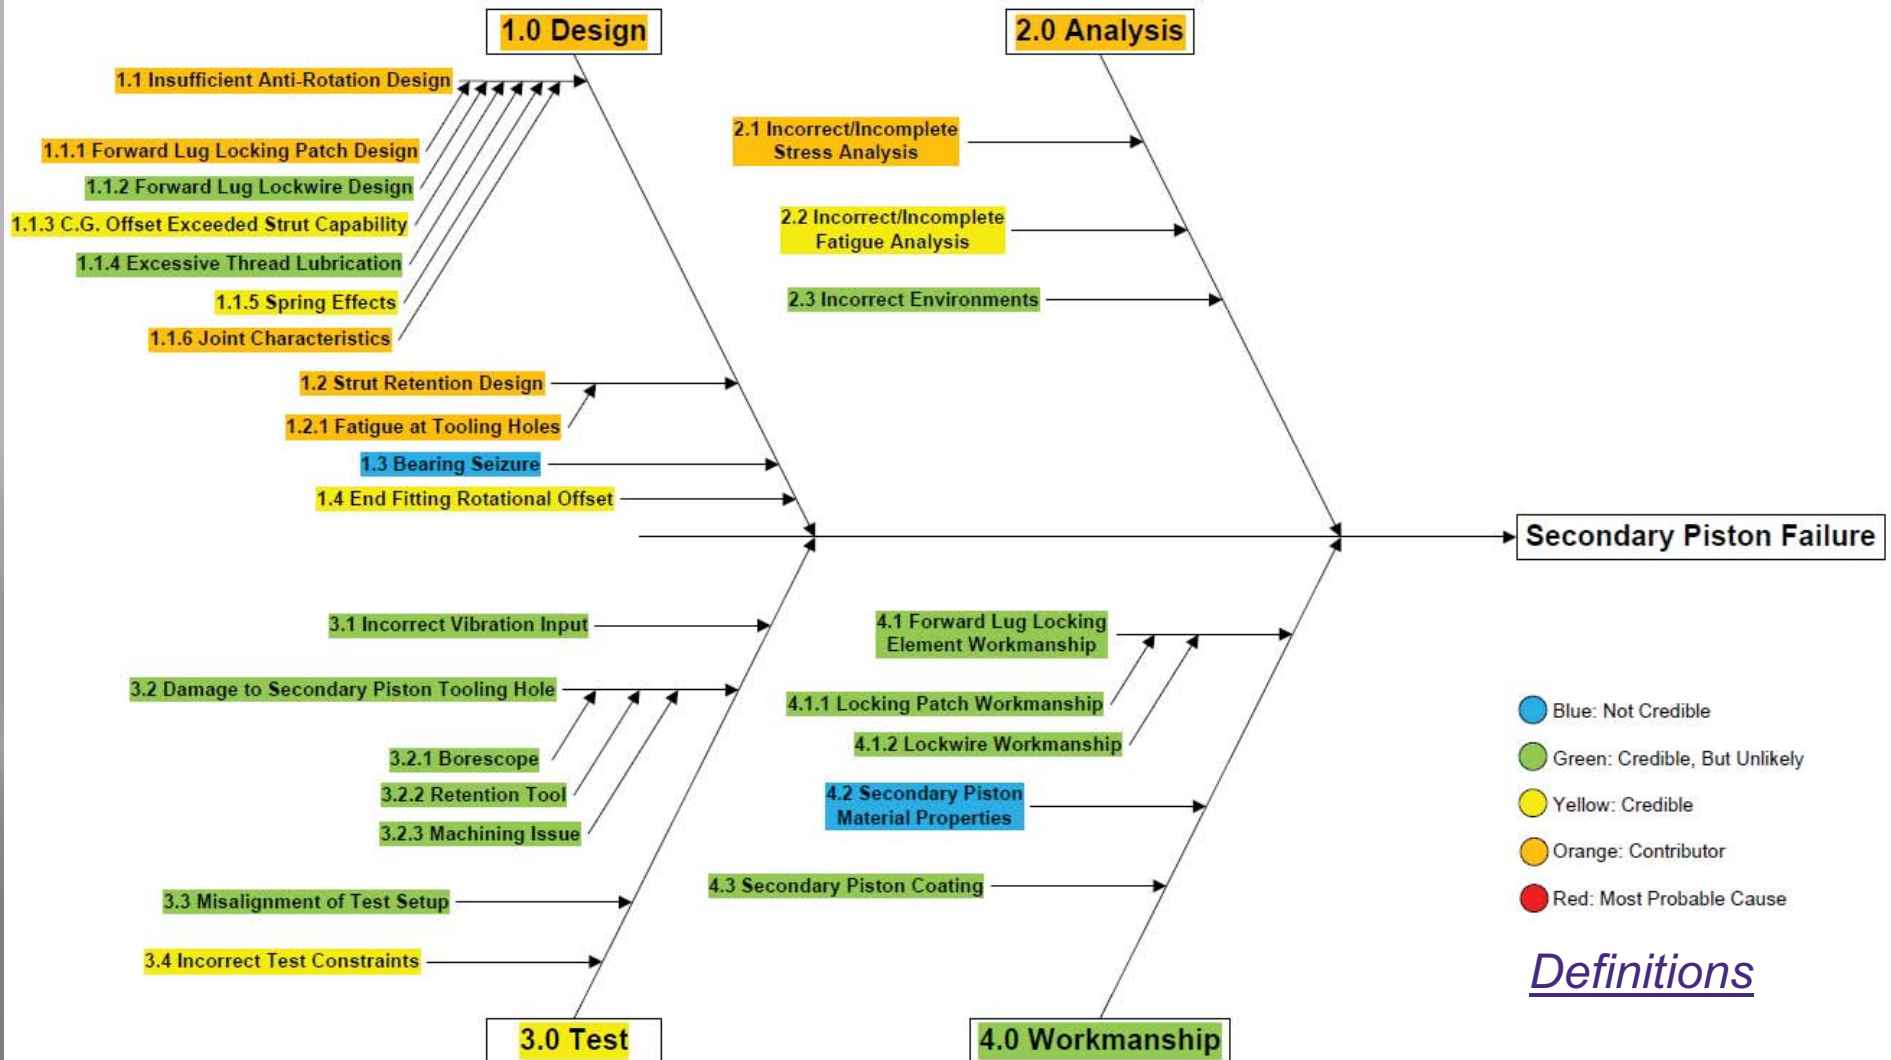 1.0 Design
2.0 Analysis
1.1 Insufficient Anti-Rotation Design
1.1.1 Forward Lug Locking Patch Design
1.1.2 Forward Lug Lockwire Design
1.1.3 C.G. Offset Exceeded Strut Capability
1.1.4 Excessive Thread Lubrication
1.1.5 Spring Effects
1.1.6 Joint Characteristics
1.2 Strut Retention Design
1.2.1 Fatigue at Tooling Holes
1.3 Bearing Seizure
1.4 End Fitting Rotational Offset
2.1 Incorrect/Incomplete
Stress Analysis
2.2 Incorrect/Incomplete
Fatigue Analysis
2.3 Incorrect Environments
Secondary Piston Failure
3.1 Incorrect Vibration Input
3.2 Damage to Secondary Piston Tooling Hole
3.2.1 Borescope
3.2.2 Retention Tool
3.2.3 Machining Issue
3.3 Misalignment of Test Setup
3.4 Incorrect Test Constraints
3.0 Test
4.1 Forward Lug Locking
Element Workmanship
4.1.1 Locking Patch Workmanship
4.1.2 Lockwire Workmanship
4.2 Secondary Piston
Material Properties
4.3 Secondary Piston Coating
4.0 Workmanship
Blue: Not Credible
Green: Credible, But Unlikely
Yellow: Credible
Orange: Contributor
Red: Most Probable Cause
Definitions